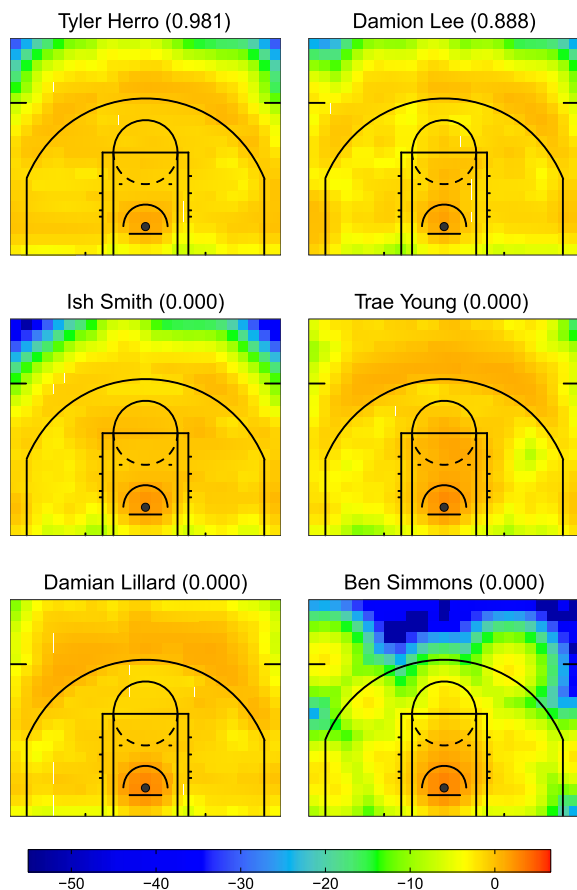 Tyler Herro (0.981)
Damion Lee (0.888)
Ish Smith (0.000)
Trae Young (0.000)
Damian Lillard (0.000)
Ben Simmons (0.000)
−50 −40 −30 −20 −10 0